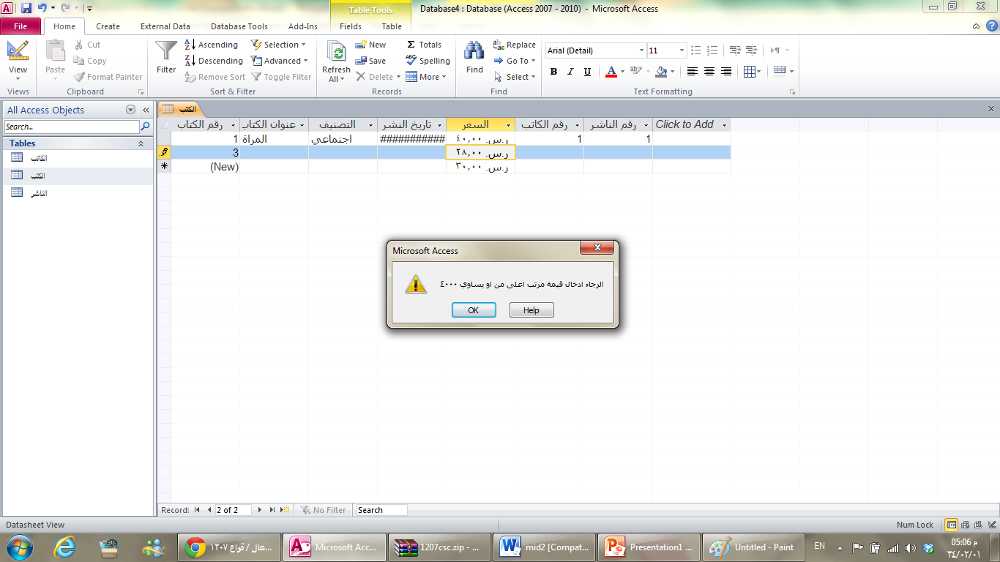 Table Tools
Database4 : Database (Access 2007 - 2010) - Microsoft Access
File Home Create External Data Database Tools Add-Ins Fields Table
View
Views
Paste
Cut
Copy
Format Painter
Clipboard
Filter
Ascending
Descending
Remove Sort
Selection
Advanced
Toggle Filter
Sort & Filter
Refresh All
New
Save
Delete
Totals
Spelling
More
Records
Find
Replace
Go To
Select
Find
Arial (Detail) 11
B I U A
Text Formatting
All Access Objects
Search...
Tables
الكاتب
الكتب
الناشر
الكتب
رقم الكتاب عنوان الكتاب التصنيف تاريخ النشر السعر رقم الكاتب رقم الناشر Click to Add
1 المراة اجتماعي ########### ر.س. ٤٠,٠٠ 1 1
3 ر.س. ٢٨,٠٠
(New) ر.س. ٣٠,٠٠
Microsoft Access
الرجاء ادخال قيمة مرتب اعلى من او يساوي ٤٠٠٠
OK Help
Record: 2 of 2 No Filter Search
Datasheet View Num Lock
عال / قواع ١٢٠٧...
Microsoft Acc...
1207csc.zip - ...
mid2 [Compat...
Presentation1 ...
Untitled - Paint
EN
05:06 م
٣٤/٠٢/٠١